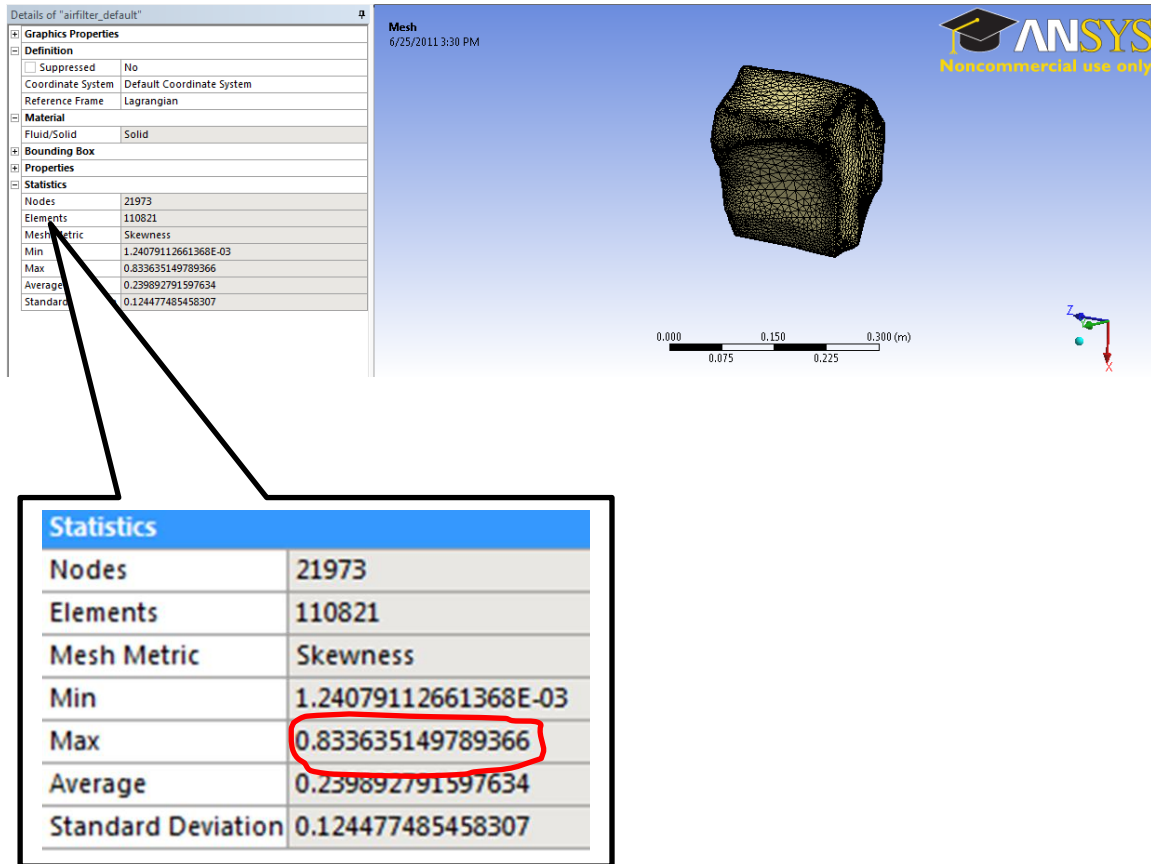 Details of "airfilter_default"
Graphics Properties
Definition
Suppressed No
Coordinate System Default Coordinate System
Reference Frame Lagrangian
Material
Fluid/Solid Solid
Bounding Box
Properties
Statistics
Nodes 21973
Elements 110821
Mesh Metric Skewness
Min 1.24079112661368E-03
Max 0.833635149789366
Average 0.239892791597634
Standard 0.124477485458307
Mesh
6/25/2011 3:30 PM
ANSYS
Noncommercial use only
0.000 0.150 0.300 (m)
0.075 0.225
Z
X
Statistics
Nodes 21973
Elements 110821
Mesh Metric Skewness
Min 1.24079112661368E-03
Max 0.833635149789366
Average 0.239892791597634
Standard Deviation 0.124477485458307